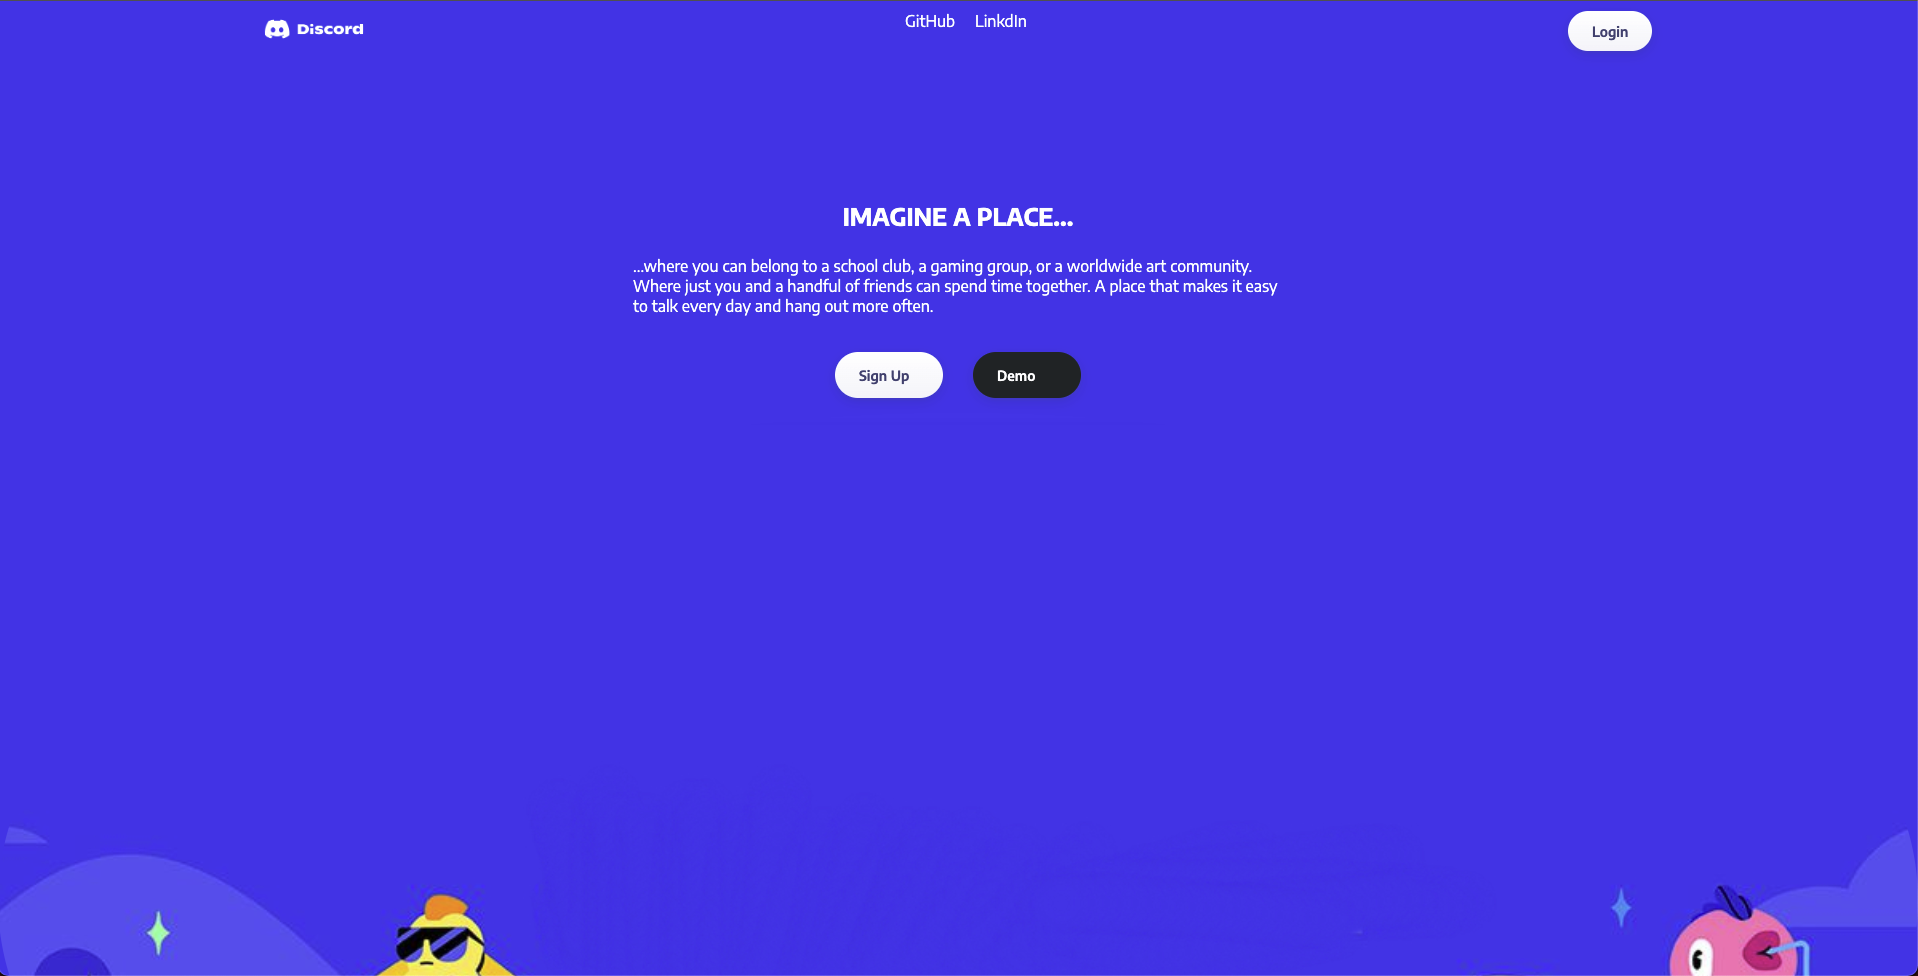 Discord
GitHub LinkdIn
Login
IMAGINE A PLACE...
...where you can belong to a school club, a gaming group, or a worldwide art community.
Where just you and a handful of friends can spend time together. A place that makes it easy
to talk every day and hang out more often.
Sign Up
Demo